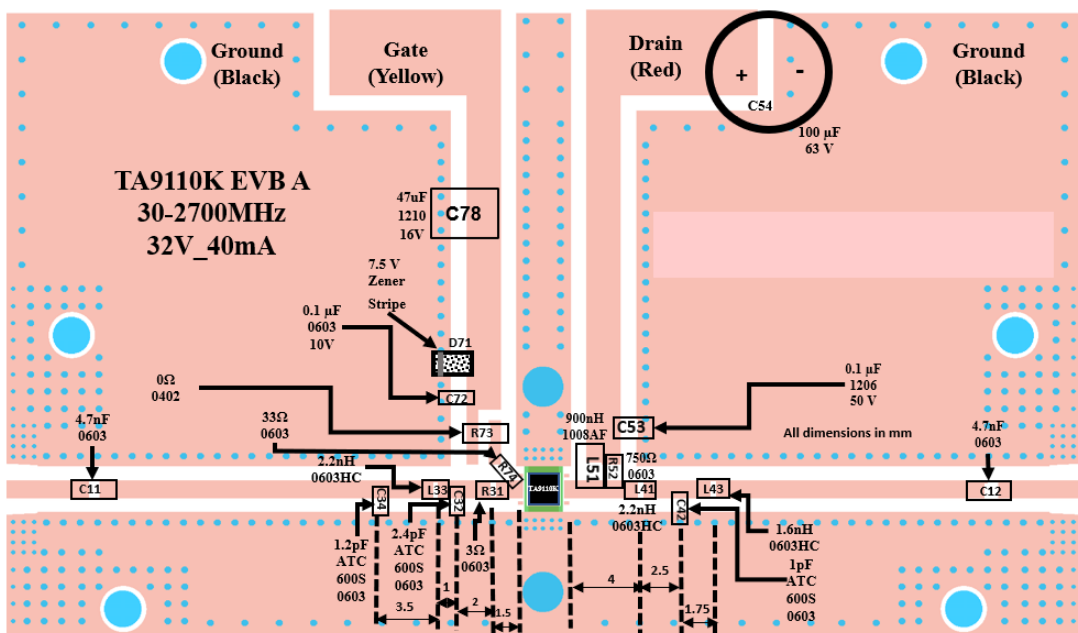 Ground
(Black)
Gate
(Yellow)
Drain
(Red)
Ground
(Black)
+
-
C54
100 µF
63 V
TA9110K EVB A
30-2700MHz
32V_40mA
47uF
1210
16V
C78
7.5 V
Zener
Stripe
0.1 µF
0603
10V
D71
C72
0Ω
0402
R73
33Ω
0603
R74
4.7nF
0603
C11
2.2nH
0603HC
C34
L33
C32
R31
TA9110K
900nH
1008AF
L51
R52
750Ω
0603
C53
0.1 µF
1206
50 V
All dimensions in mm
4.7nF
0603
C12
L41
L43
C42
2.2nH
0603HC
1.6nH
0603HC
1pF
ATC
600S
0603
1.2pF
ATC
600S
0603
2.4pF
ATC
600S
0603
3Ω
0603
3.5
1
2
1.5
4
2.5
1.75